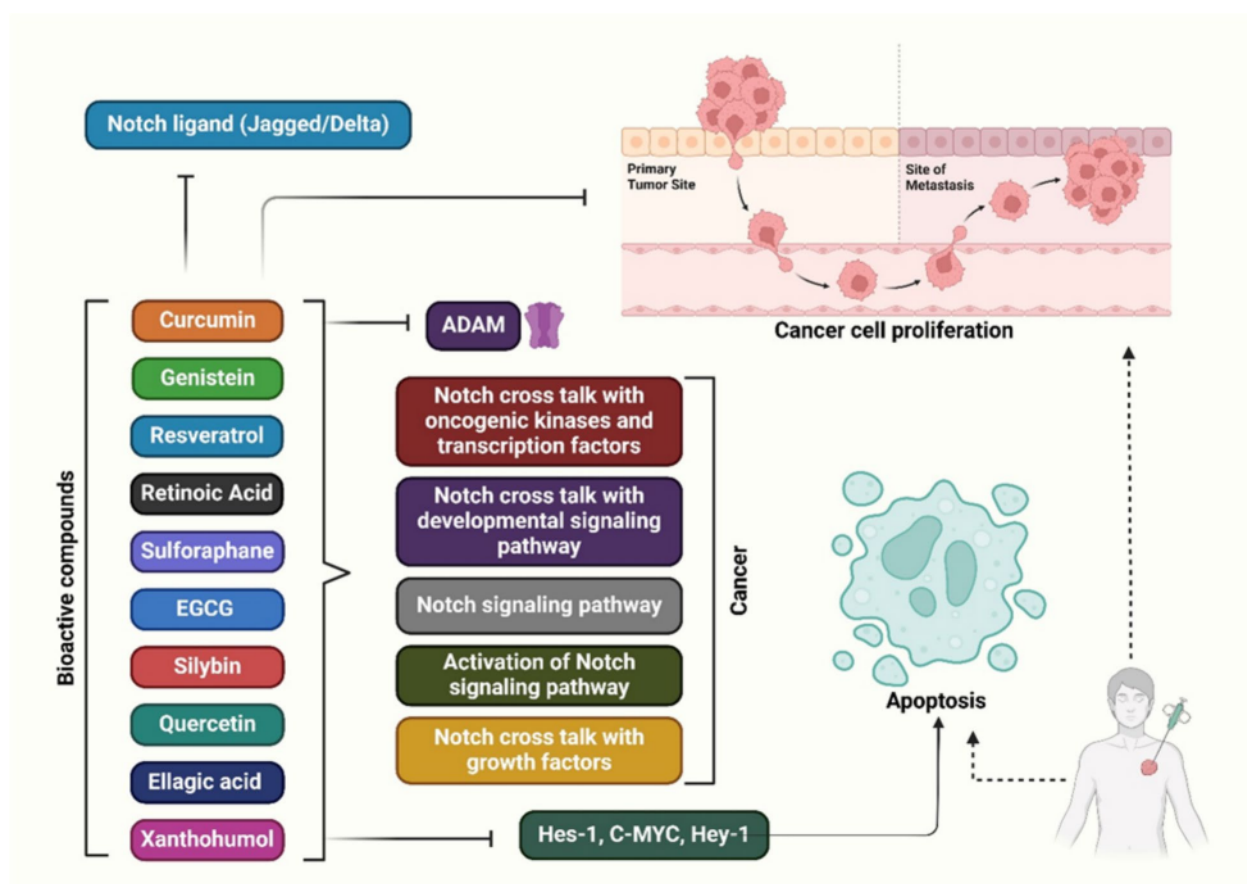 Notch ligand (Jagged/Delta)
Primary
Tumor Site
Site of
Metastasis
Cancer cell proliferation
Bioactive compounds
Curcumin
Genistein
Resveratrol
Retinoic Acid
Sulforaphane
EGCG
Silybin
Quercetin
Ellagic acid
Xanthohumol
ADAM
Notch cross talk with
oncogenic kinases and
transcription factors
Notch cross talk with
developmental signaling
pathway
Notch signaling pathway
Activation of Notch
signaling pathway
Notch cross talk with
growth factors
Cancer
Hes-1, C-MYC, Hey-1
Apoptosis